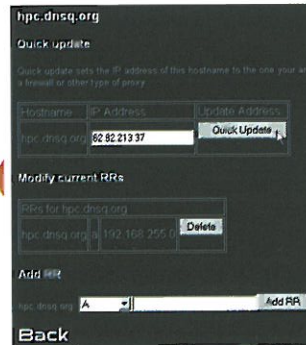 hpc.dnsq.org
Quick update
Quick update sets the IP address of this hostname to the one your
a firewall or other type of proxy
Hostname IP Address Update Address
hpc.dnsq.org 62.82.213.37 Quick Update
Modify current RRs
RRs for hpc.dnsq.org
hpc.dnsq.org a 192.168.255.0 Delete
Add RR
hpc.dnsq.org A Add RR
Back